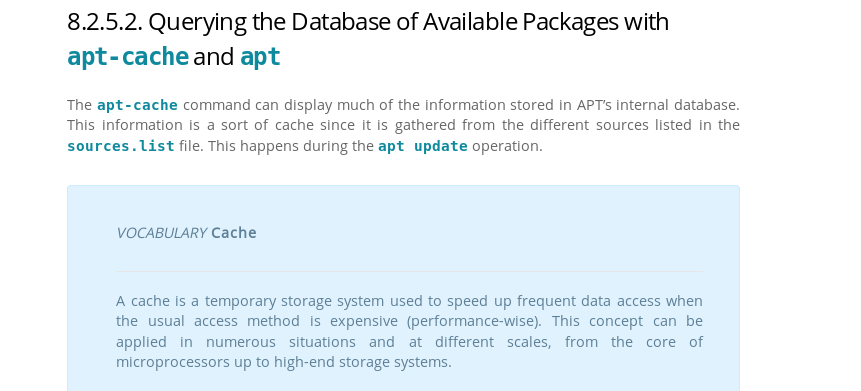 8.2.5.2. Querying the Database of Available Packages with
apt-cache and apt
The apt-cache command can display much of the information stored in APT’s internal database.
This information is a sort of cache since it is gathered from the different sources listed in the
sources.list file. This happens during the apt update operation.
VOCABULARY Cache
A cache is a temporary storage system used to speed up frequent data access when
the usual access method is expensive (performance-wise). This concept can be
applied in numerous situations and at different scales, from the core of
microprocessors up to high-end storage systems.